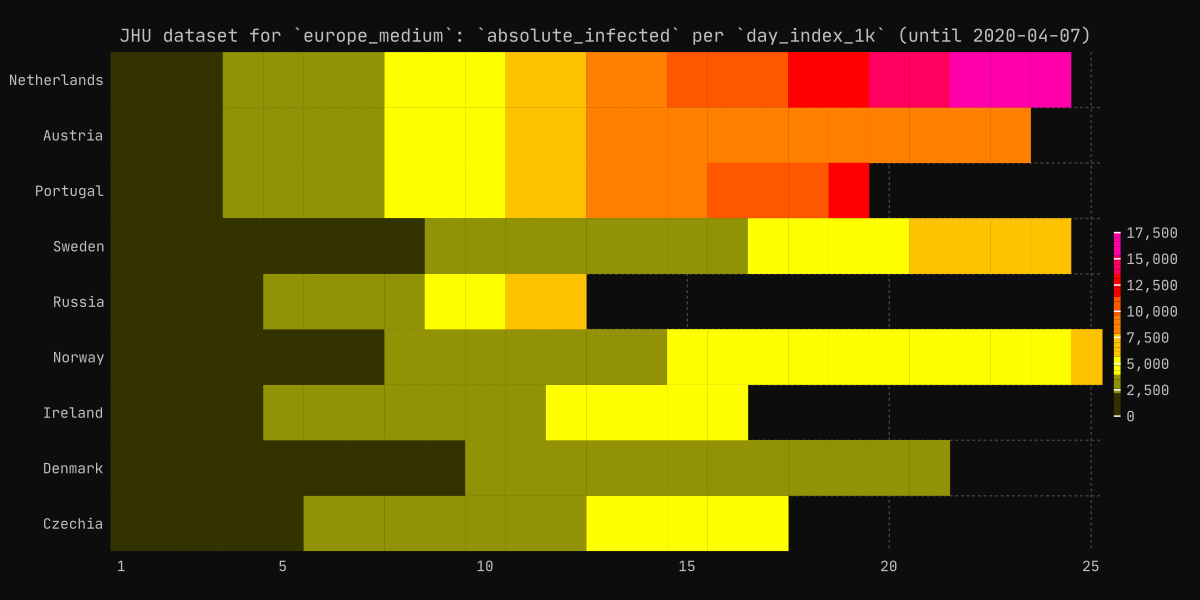 JHU dataset for `europe_medium`: `absolute_infected` per `day_index_1k` (until 2020-04-07)
Netherlands
Austria
Portugal
Sweden
Russia
Norway
Ireland
Denmark
Czechia
17,500
15,000
12,500
10,000
7,500
5,000
2,500
0
1 5 10 15 20 25